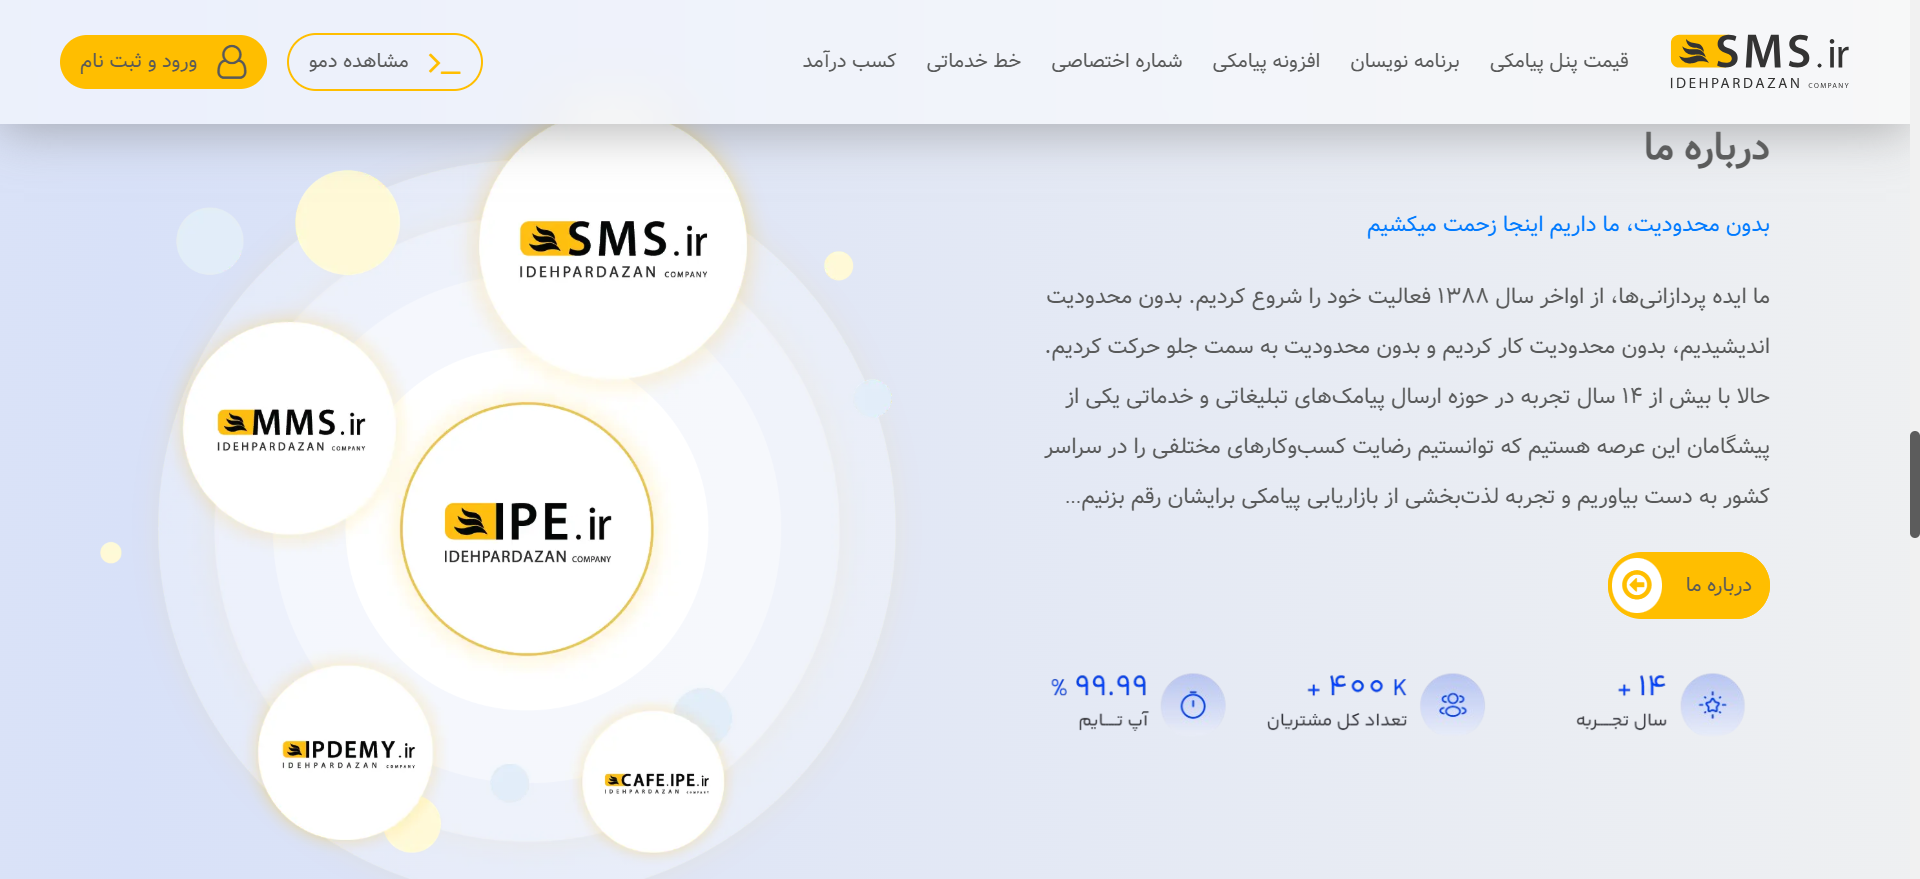 SMS.ir
IDEHPARDAZAN COMPANY
قیمت پنل پیامکی
برنامه نویسان
افزونه پیامکی
شماره اختصاصی
خط خدماتی
کسب درآمد
مشاهده دمو
ورود و ثبت نام
درباره ما
بدون محدودیت، ما داریم اینجا زحمت میکشیم
ما ایده پردازانی‌ها، از اواخر سال ۱۳۸۸ فعالیت خود را شروع کردیم. بدون محدودیت
اندیشیدیم، بدون محدودیت کار کردیم و بدون محدودیت به سمت جلو حرکت کردیم.
حالا با بیش از ۱۴ سال تجربه در حوزه ارسال پیامک‌های تبلیغاتی و خدماتی یکی از
پیشگامان این عرصه هستیم که توانستیم رضایت کسب‌وکارهای مختلفی را در سراسر
کشور به دست بیاوریم و تجربه لذت‌بخشی از بازاریابی پیامکی برایشان رقم بزنیم...
درباره ما
۱۴ +
سال تجــربه
۴۰۰ K +
تعداد کل مشتریان
۹۹.۹۹ %
آپ تــایم
SMS.ir
IDEHPARDAZAN COMPANY
MMS.ir
IDEHPARDAZAN COMPANY
IPE.ir
IDEHPARDAZAN COMPANY
IPDEMY.ir
IDEHPARDAZAN COMPANY
CAFE.IPE.ir
IDEHPARDAZAN COMPANY